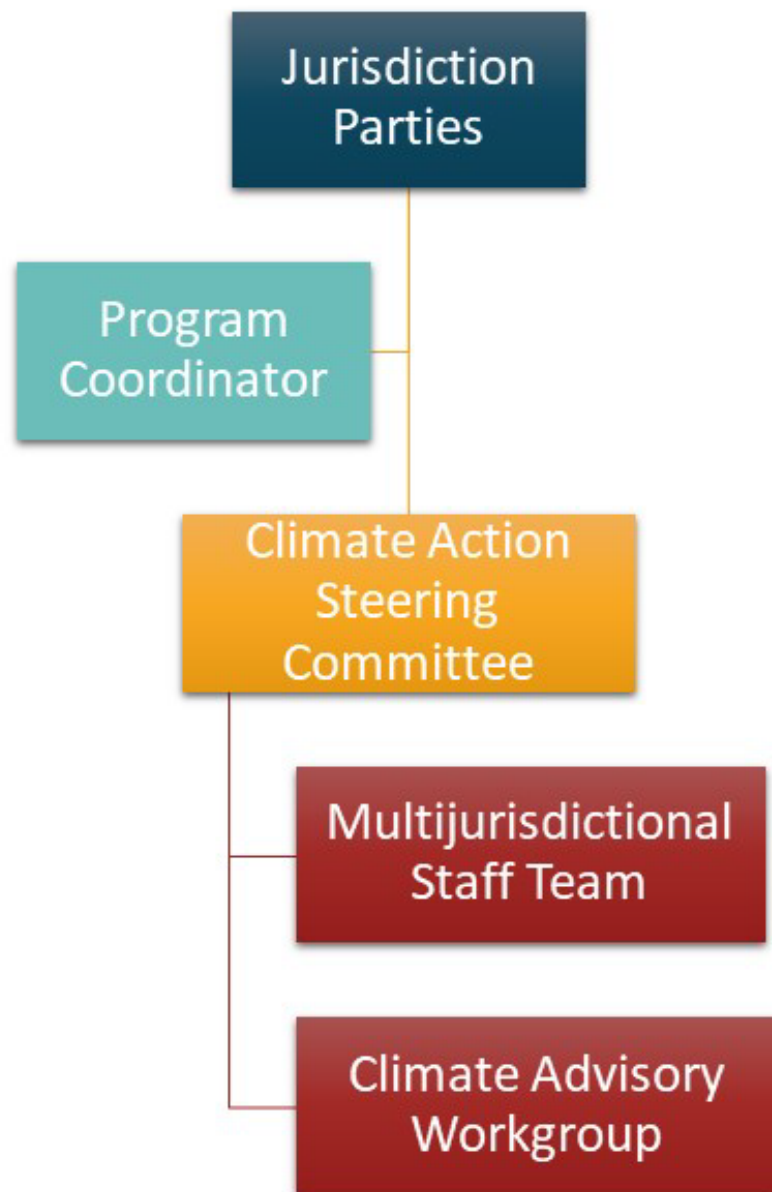 Jurisdiction
Parties
Program
Coordinator
Climate Action
Steering
Committee
Multijurisdictional
Staff Team
Climate Advisory
Workgroup